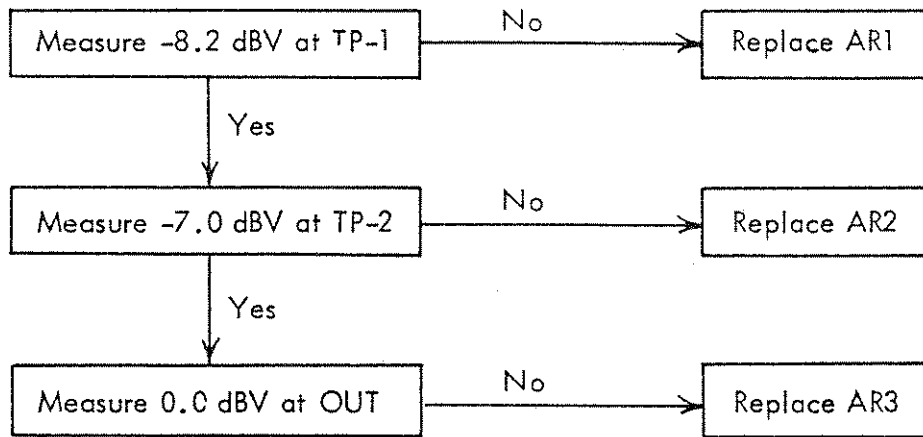 Measure -8.2 dBV at TP-1
No
Replace AR1
Yes
Measure -7.0 dBV at TP-2
No
Replace AR2
Yes
Measure 0.0 dBV at OUT
No
Replace AR3